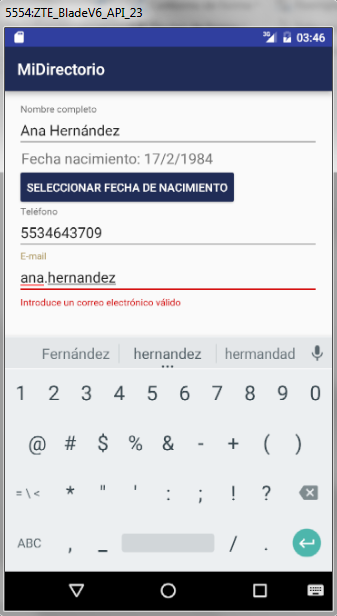 5554:ZTE_BladeV6_API_23
3G 03:46
MiDirectorio
Nombre completo
Ana Hernández
Fecha nacimiento: 17/2/1984
SELECCIONAR FECHA DE NACIMIENTO
Teléfono
5534643709
E-mail
ana.hernandez
Introduce un correo electrónico válido
Fernández hernandez hermandad
1 2 3 4 5 6 7 8 9 0
@ # $ % & - + ( )
= \ < * " ' : ; ! ?
ABC , _ / .